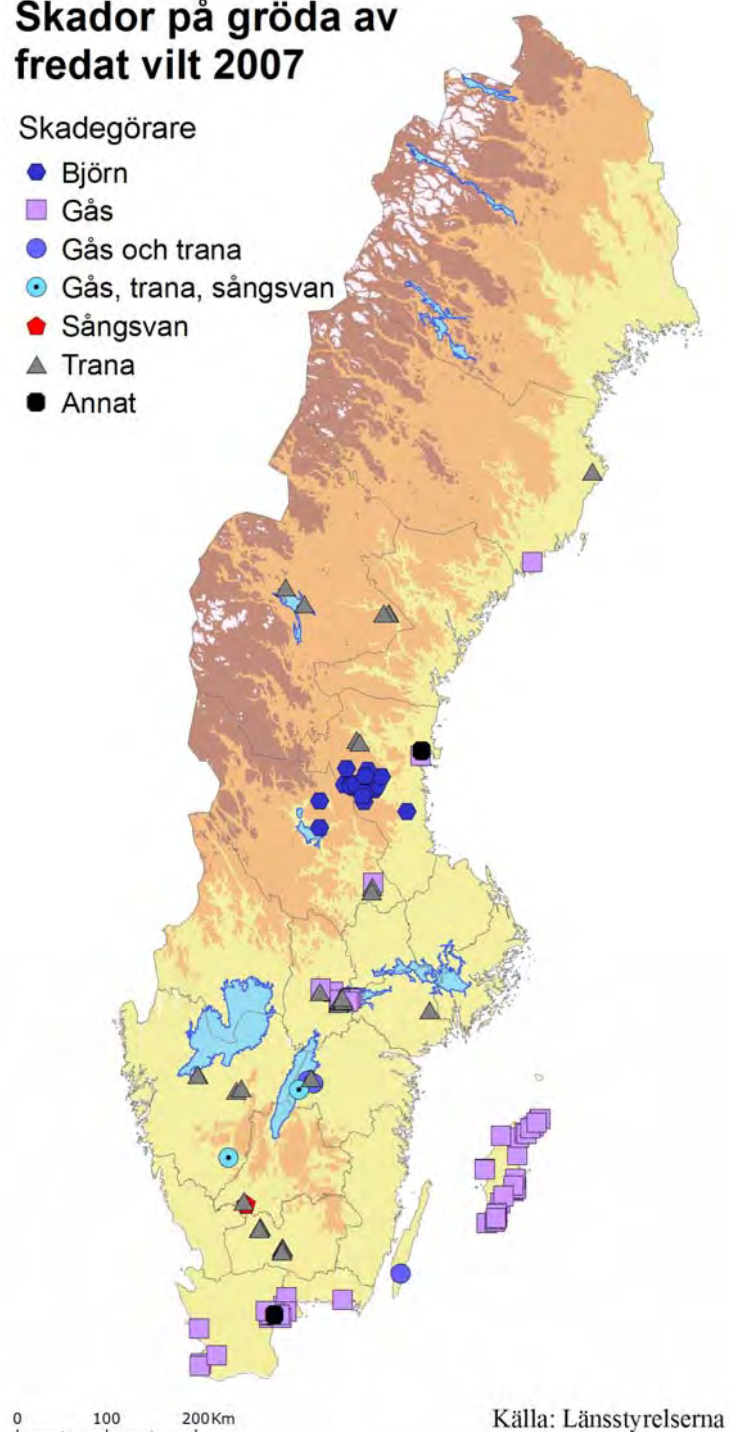 Skador på gröda av
fredat vilt 2007
Skadegörare
Björn
Gås
Gås och trana
Gås, trana, sångsvan
Sångsvan
Trana
Annat
0 100 200Km
Källa: Länsstyrelserna